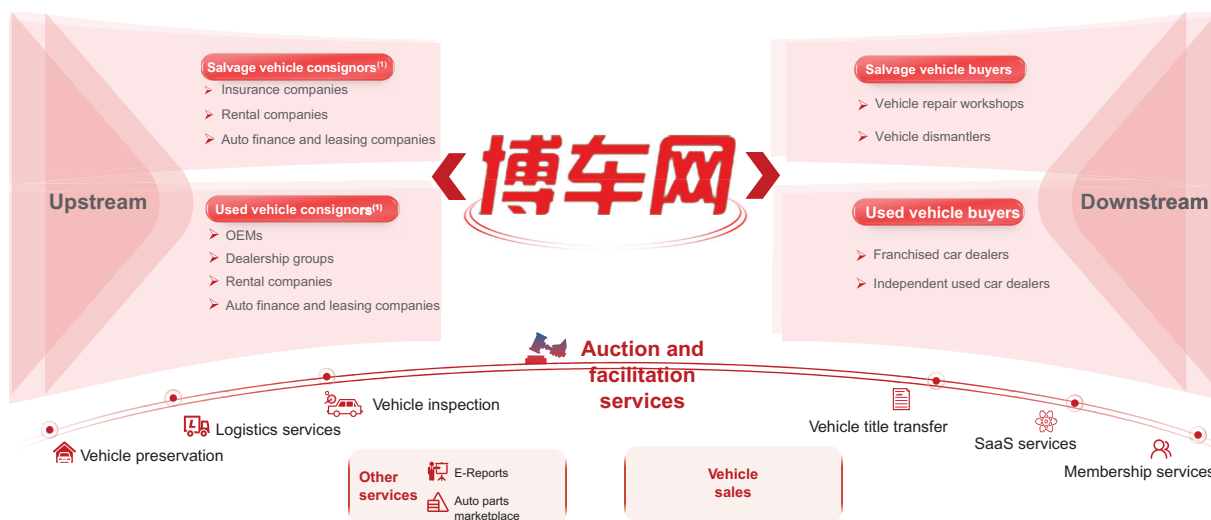 Upstream
Salvage vehicle consignors(1)
Insurance companies
Rental companies
Auto finance and leasing companies
Used vehicle consignors(1)
OEMs
Dealership groups
Rental companies
Auto finance and leasing companies
博车网
Salvage vehicle buyers
Vehicle repair workshops
Vehicle dismantlers
Used vehicle buyers
Franchised car dealers
Independent used car dealers
Downstream
Auction and
facilitation
services
Vehicle preservation
L
Logistics services
Vehicle inspection
Vehicle title transfer
SaaS services
Membership services
Other
services
E-Reports
Auto parts
marketplace
Vehicle
sales